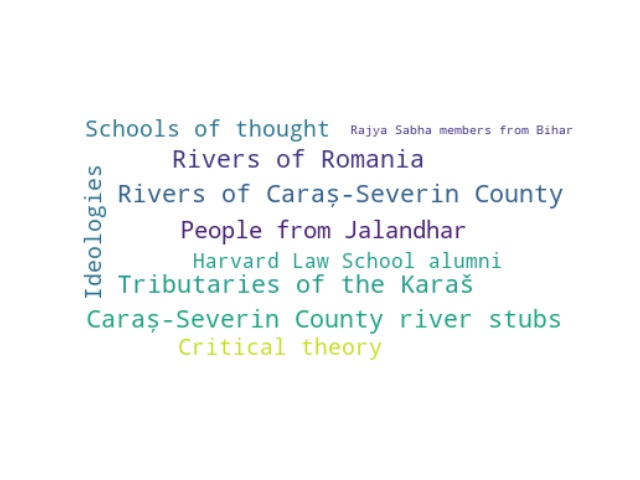 Schools of thought
Rajya Sabha members from Bihar
Rivers of Romania
Ideologies
Rivers of Caraș-Severin County
People from Jalandhar
Harvard Law School alumni
Tributaries of the Karaš
Caraș-Severin County river stubs
Critical theory